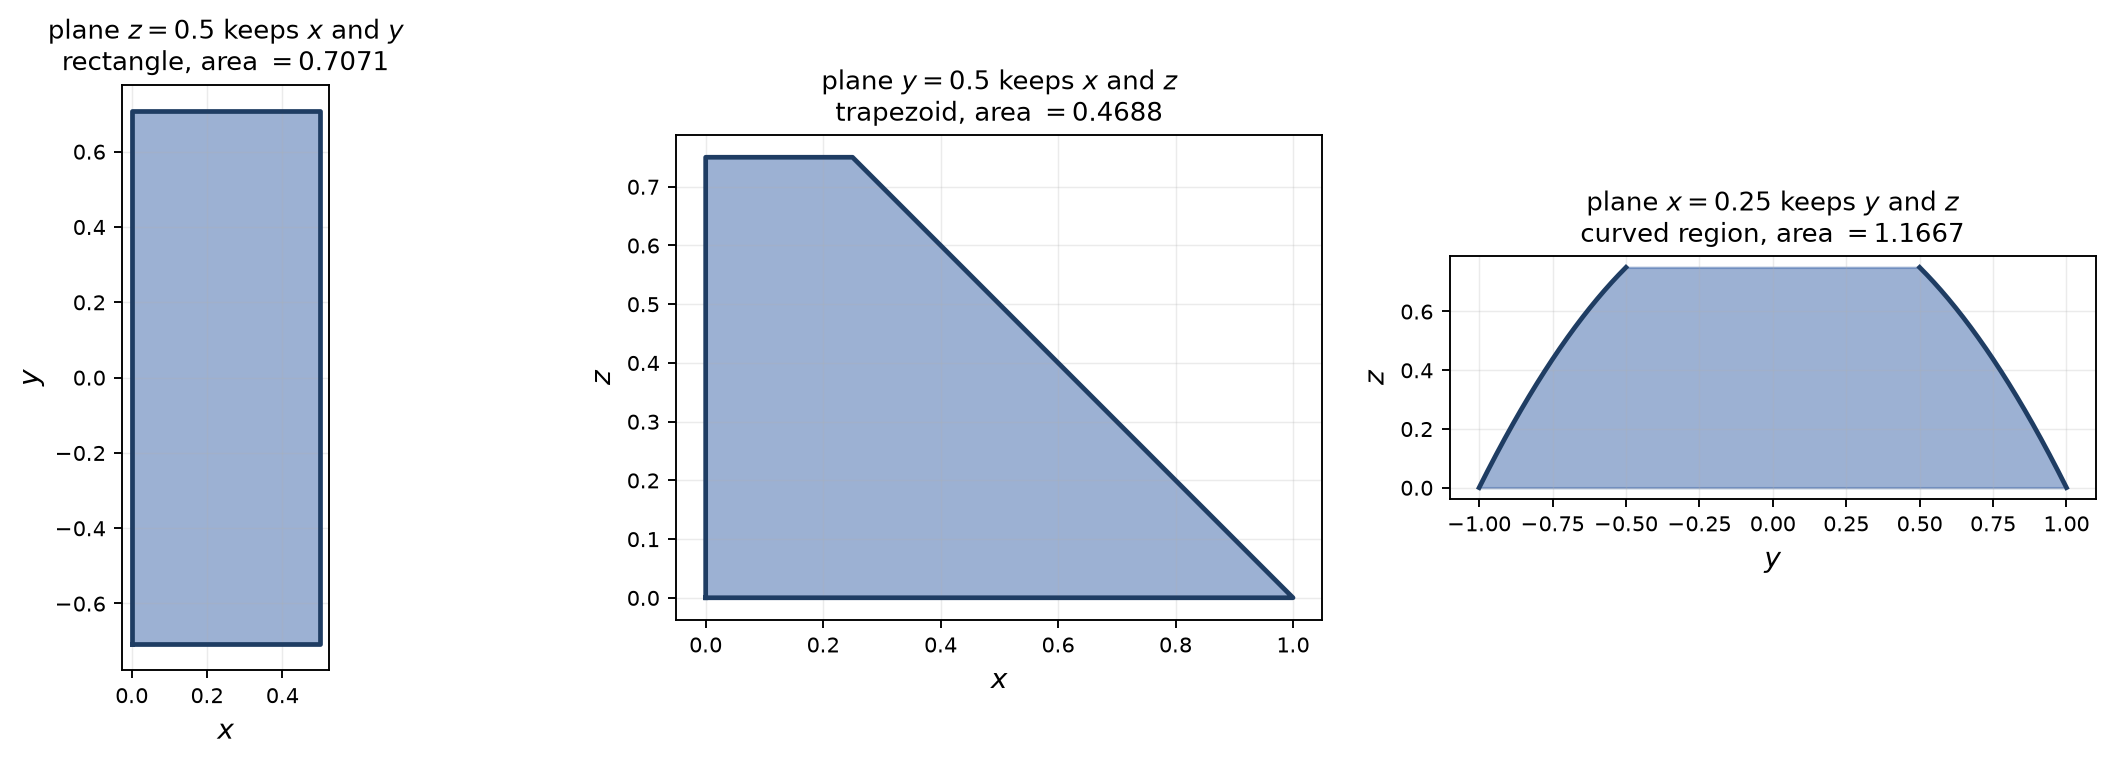 plane z = 0.5 keeps x and y
rectangle, area = 0.7071
0.6
0.4
0.2
0.0
−0.2
−0.4
−0.6
y
0.0 0.2 0.4
x
plane y = 0.5 keeps x and z
trapezoid, area = 0.4688
0.7
0.6
0.5
0.4
0.3
0.2
0.1
0.0
z
0.0 0.2 0.4 0.6 0.8 1.0
x
plane x = 0.25 keeps y and z
curved region, area = 1.1667
0.6
0.4
0.2
0.0
z
−1.00 −0.75 −0.50 −0.25 0.00 0.25 0.50 0.75 1.00
y